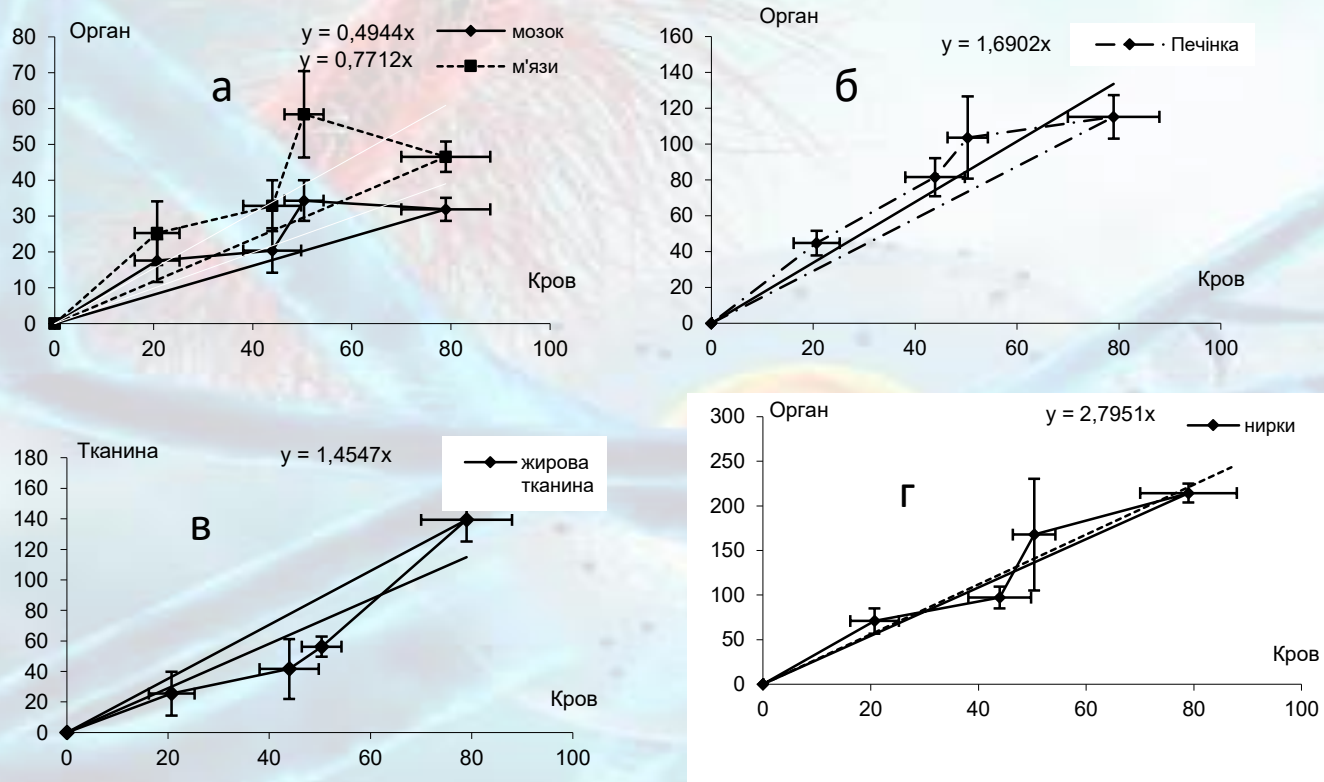 Орган
y = 0,4944x
y = 0,7712x
мозок
м'язи
а
80
70
60
50
40
30
20
10
0
0 20 40 60 80 100
Кров
Орган
y = 1,6902x
Печінка
б
160
140
120
100
80
60
40
20
0
0 20 40 60 80 100
Кров
Тканина
y = 1,4547x
жирова
тканина
в
180
160
140
120
100
80
60
40
20
0
0 20 40 60 80 100
Кров
Орган
y = 2,7951x
нирки
г
300
250
200
150
100
50
0
0 20 40 60 80 100
Кров